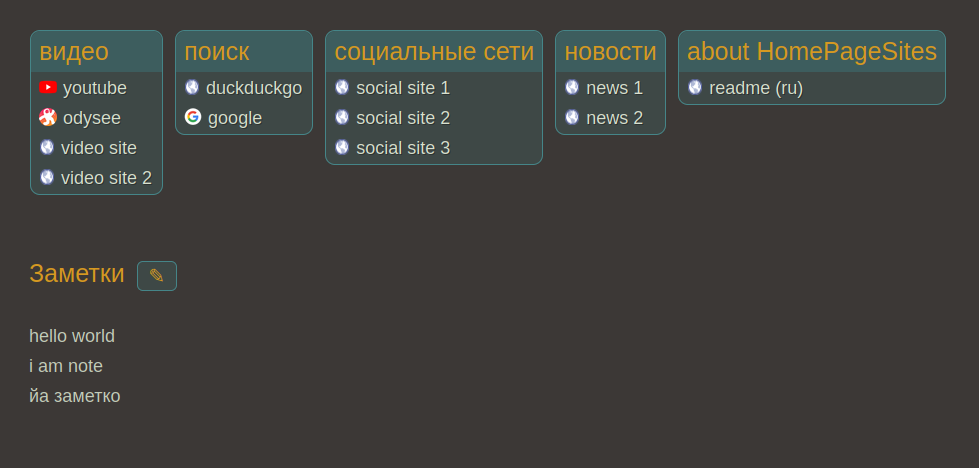 видео
youtube
odysee
video site
video site 2
поиск
duckduckgo
google
социальные сети
social site 1
social site 2
social site 3
новости
news 1
news 2
about HomePageSites
readme (ru)
Заметки ✎
hello world
i am note
йа заметко